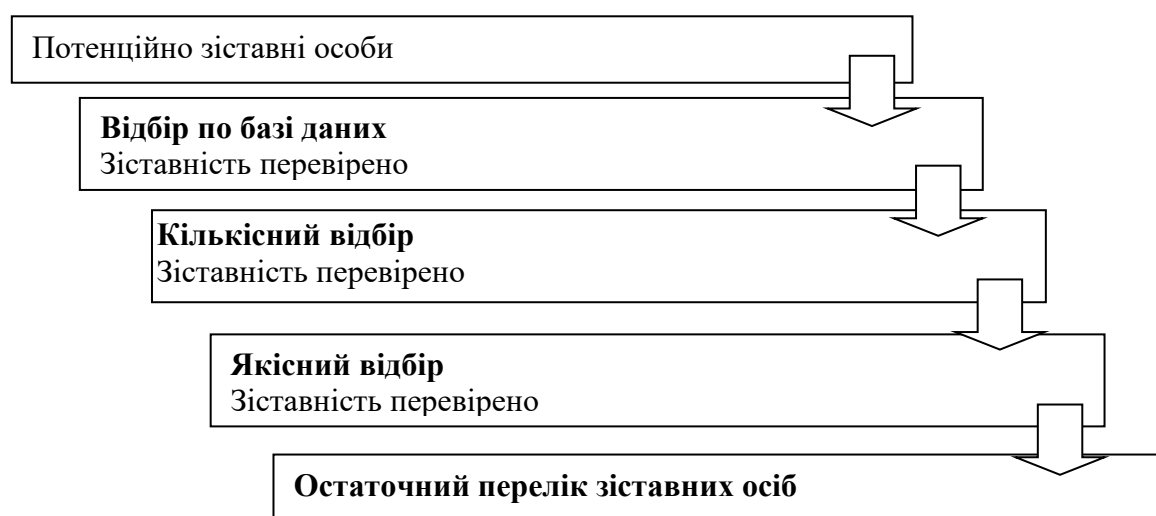 Потенційно зіставні особи
Відбір по базі даних
Зіставність перевірено
Кількісний відбір
Зіставність перевірено
Якісний відбір
Зіставність перевірено
Остаточний перелік зіставних осіб